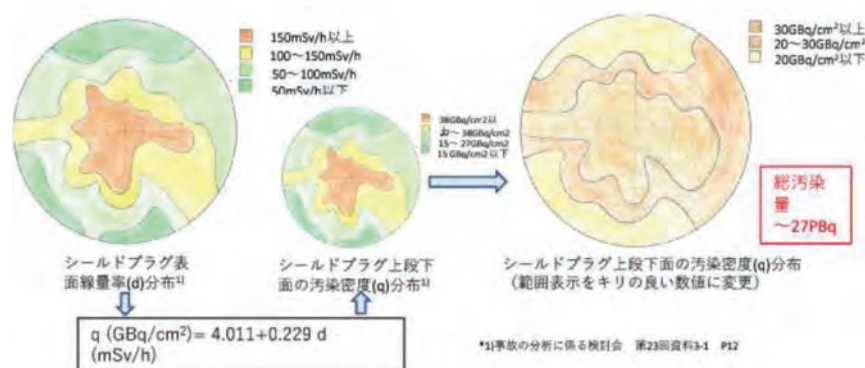 150mSv/h以上
100～150mSv/h
50～100mSv/h
50mSv/h以下
シールドプラグ表
面線量率(d)分布¹⁾
38GBq/cm2以
～ 38GBq/cm2
15～ 27GBq/cm2
15 GBq/cm2 以下
シールドプラグ上段下
面の汚染密度(q)分布¹⁾
30GBq/cm²以上
20～30GBq/cm²
20GBq/cm²以下
総汚染
量
～27PBq
シールドプラグ上段下面の汚染密度(q)分布
（範囲表示をキリの良い数値に変更）
q (GBq/cm²)= 4.011+0.229 d
(mSv/h)
*1)事故の分析に係る検討会　第23回資料3-1　P12